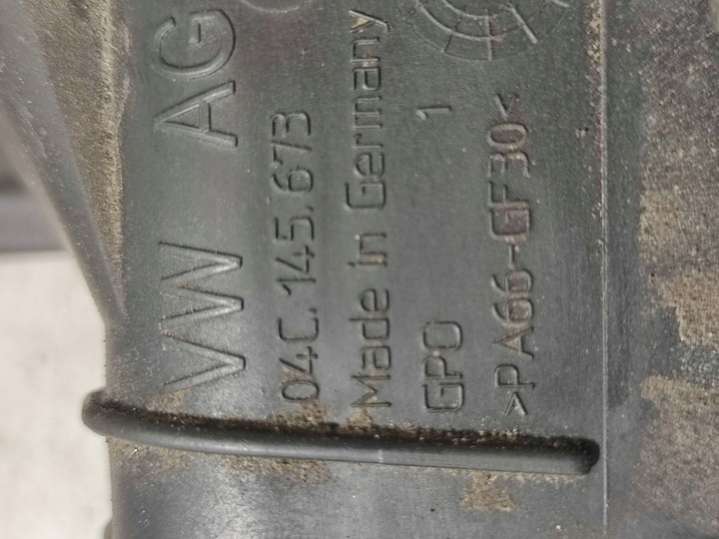 VW AG
04C.145.673
Made in Germany
GPO 1
>PA66-GF30<